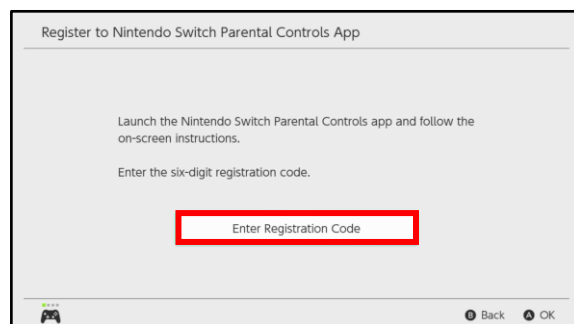 Register to Nintendo Switch Parental Controls App
Launch the Nintendo Switch Parental Controls app and follow the
on-screen instructions.
Enter the six-digit registration code.
Enter Registration Code
B Back A OK